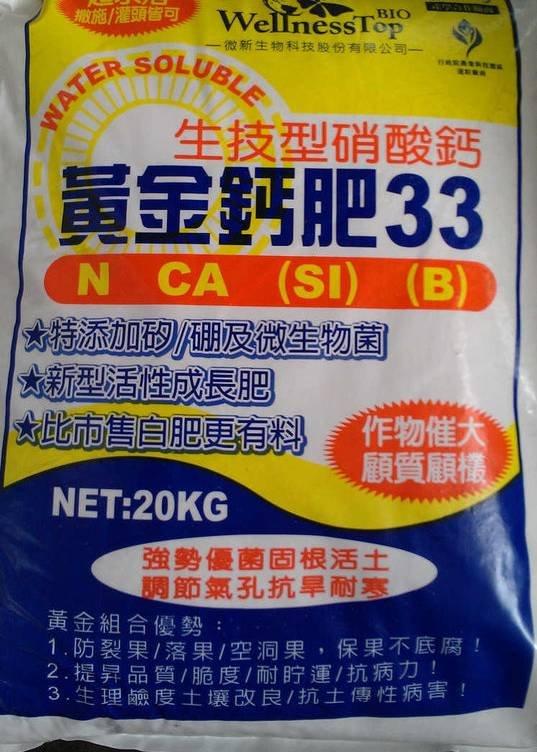 撒施/灌頭皆可
WellnessTop BIO
微新生物科技股份有限公司
WATER SOLUBLE
生技型硝酸鈣
黃金鈣肥33
N CA (SI) (B)
★特添加矽/硼及微生物菌
★新型活性成長肥
★比市售白肥更有料
作物催大
顧質顧欉
NET:20KG
強勢優菌固根活土
調節氣孔抗旱耐寒
黃金組合優勢：
1.防裂果/落果/空洞果，保果不底腐！
2.提昇品質/脆度/耐貯運/抗病力！
3.生理鹼度土壤改良/抗土傳性病害！